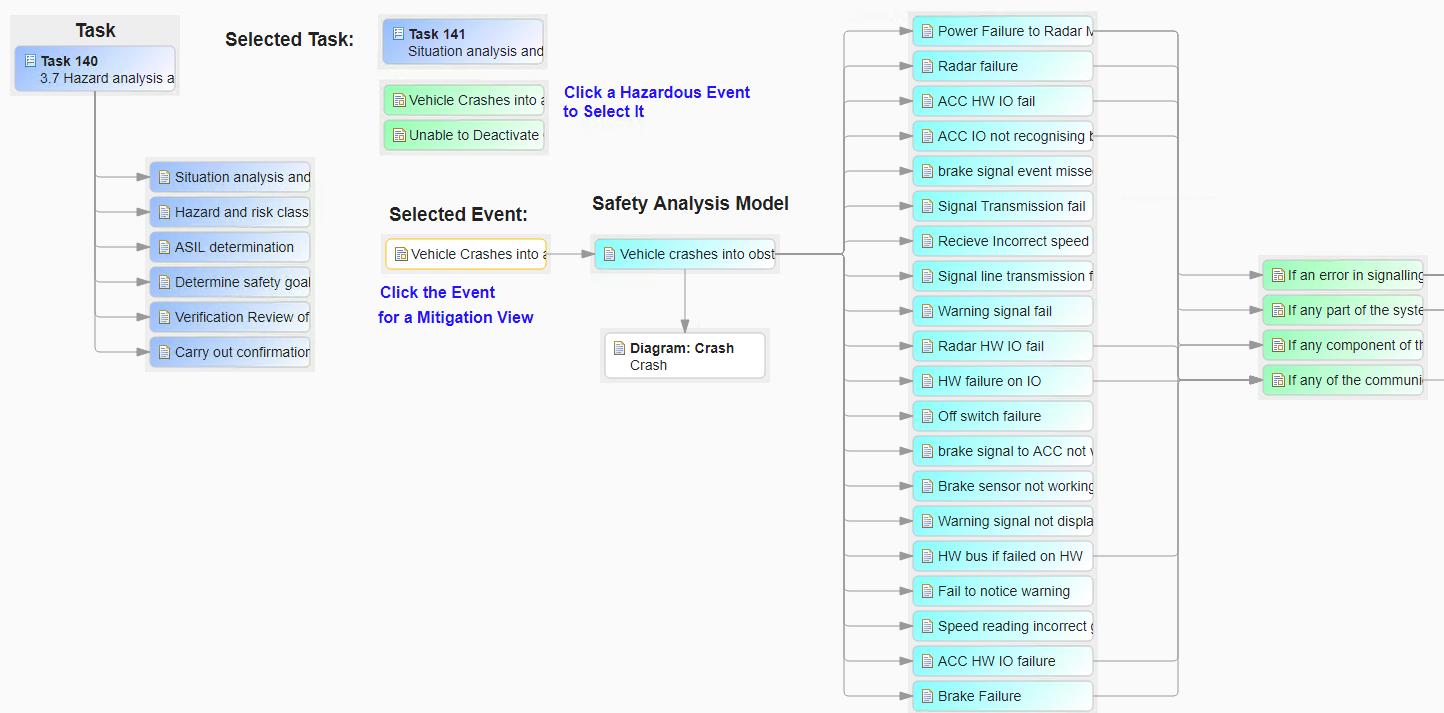 Task
Task 140
3.7 Hazard analysis a
Situation analysis and
Hazard and risk class
ASIL determination
Determine safety goal
Verification Review of
Carry out confirmation
Selected Task:
Task 141
Situation analysis and
Vehicle Crashes into a
Unable to Deactivate
Click a Hazardous Event
to Select It
Selected Event:
Vehicle Crashes into a
Click the Event
for a Mitigation View
Safety Analysis Model
Vehicle crashes into obst
Diagram: Crash
Crash
Power Failure to Radar M
Radar failure
ACC HW IO fail
ACC IO not recognising b
brake signal event misse
Signal Transmission fail
Recieve Incorrect speed
Signal line transmission f
Warning signal fail
Radar HW IO fail
HW failure on IO
Off switch failure
brake signal to ACC not v
Brake sensor not working
Warning signal not displa
HW bus if failed on HW
Fail to notice warning
Speed reading incorrect g
ACC HW IO failure
Brake Failure
If an error in signalling
If any part of the syste
If any component of th
If any of the communi